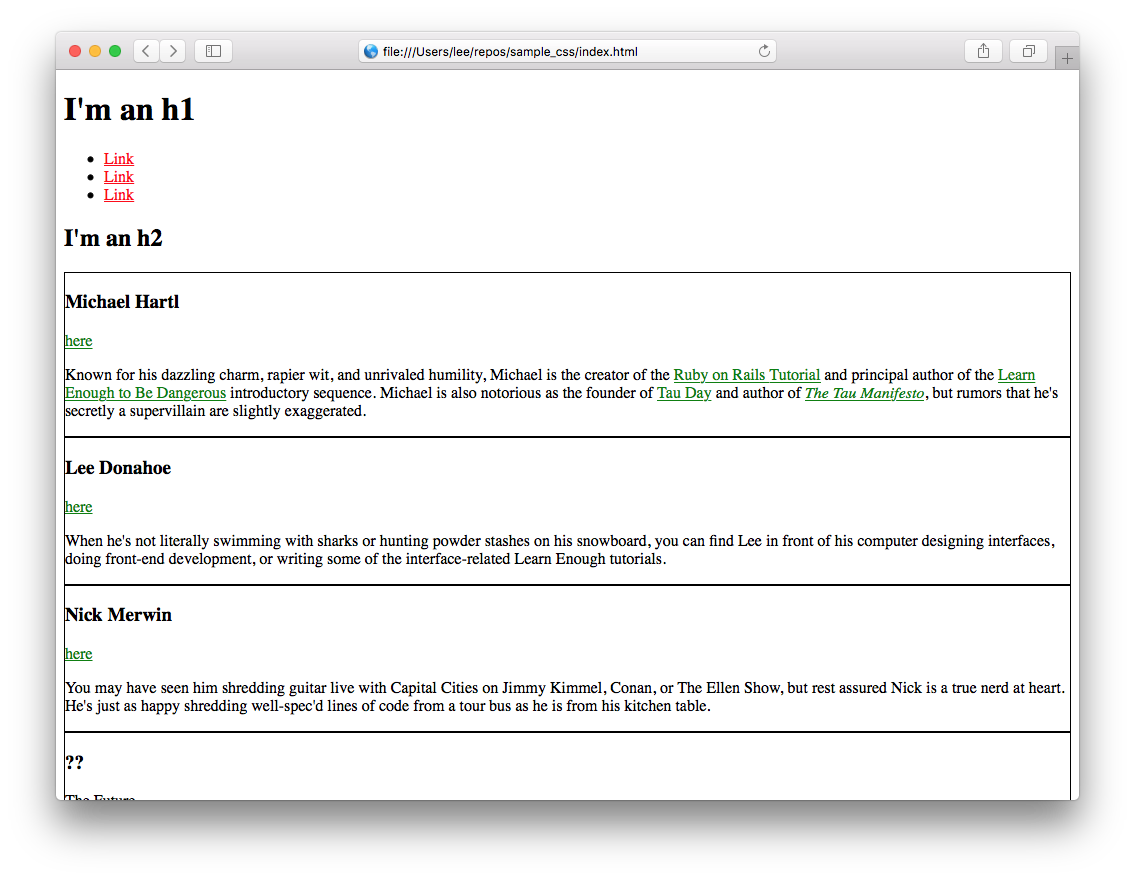 file:///Users/lee/repos/sample_css/index.html
I'm an h1
Link
Link
Link
I'm an h2
Michael Hartl
here
Known for his dazzling charm, rapier wit, and unrivaled humility, Michael is the creator of the Ruby on Rails Tutorial and principal author of the Learn
Enough to Be Dangerous introductory sequence. Michael is also notorious as the founder of Tau Day and author of The Tau Manifesto, but rumors that he's
secretly a supervillain are slightly exaggerated.
Lee Donahoe
here
When he's not literally swimming with sharks or hunting powder stashes on his snowboard, you can find Lee in front of his computer designing interfaces,
doing front-end development, or writing some of the interface-related Learn Enough tutorials.
Nick Merwin
here
You may have seen him shredding guitar live with Capital Cities on Jimmy Kimmel, Conan, or The Ellen Show, but rest assured Nick is a true nerd at heart.
He's just as happy shredding well-spec'd lines of code from a tour bus as he is from his kitchen table.
??
The Future